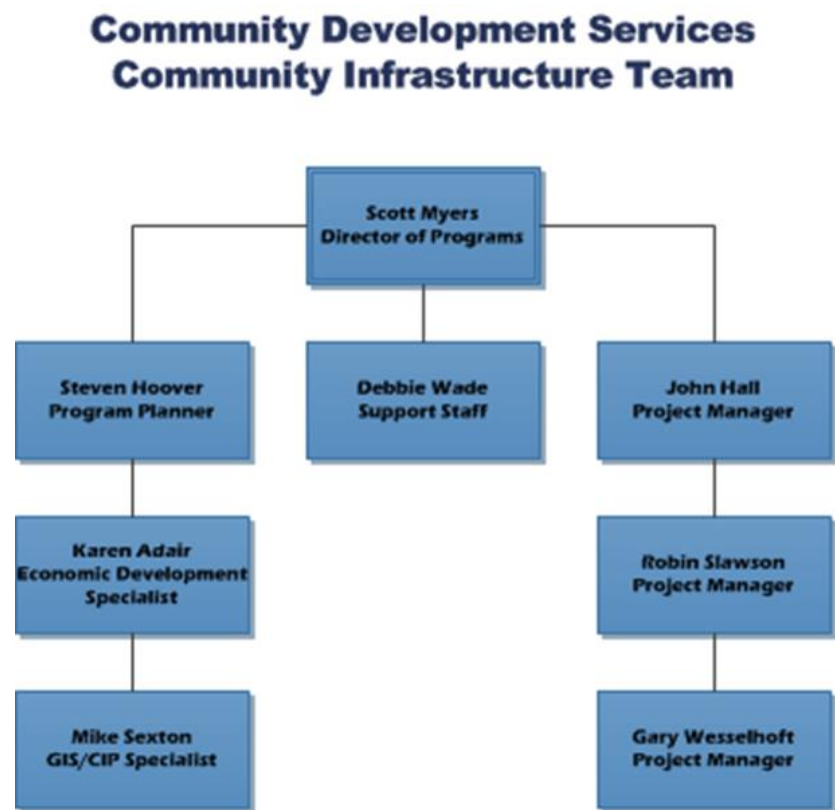 Community Development Services
Community Infrastructure Team
Scott Myers
Director of Programs
Steven Hoover
Program Planner
Debbie Wade
Support Staff
John Hall
Project Manager
Karen Adair
Economic Development
Specialist
Robin Slawson
Project Manager
Mike Sexton
GIS/CIP Specialist
Gary Wesselhoft
Project Manager